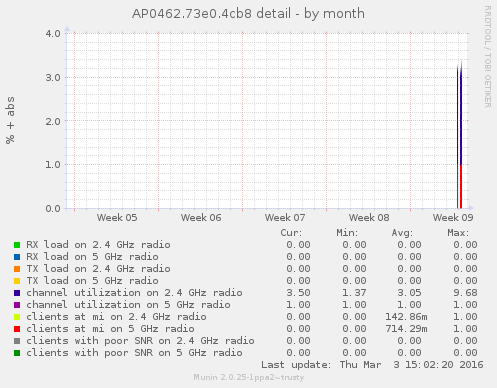 AP0462.73e0.4cb8 detail - by month
RRDTOOL / TOBI OETIKER
% + abs
4.0
3.0
2.0
1.0
0.0
Week 05 Week 06 Week 07 Week 08 Week 09
Cur: Min: Avg: Max:
RX load on 2.4 GHz radio 0.00 0.00 0.00 0.00
RX load on 5 GHz radio 0.00 0.00 0.00 0.00
TX load on 2.4 GHz radio 0.00 0.00 0.00 0.00
TX load on 5 GHz radio 0.00 0.00 0.00 0.00
channel utilization on 2.4 GHz radio 3.50 1.37 3.05 9.68
channel utilization on 5 GHz radio 1.00 1.00 1.00 1.00
clients at mi on 2.4 GHz radio 0.00 0.00 142.86m 1.00
clients at mi on 5 GHz radio 0.00 0.00 714.29m 1.00
clients with poor SNR on 2.4 GHz radio 0.00 0.00 0.00 0.00
clients with poor SNR on 5 GHz radio 0.00 0.00 0.00 0.00
Last update: Thu Mar 3 15:02:20 2016
Munin 2.0.25-1ppa2~trusty